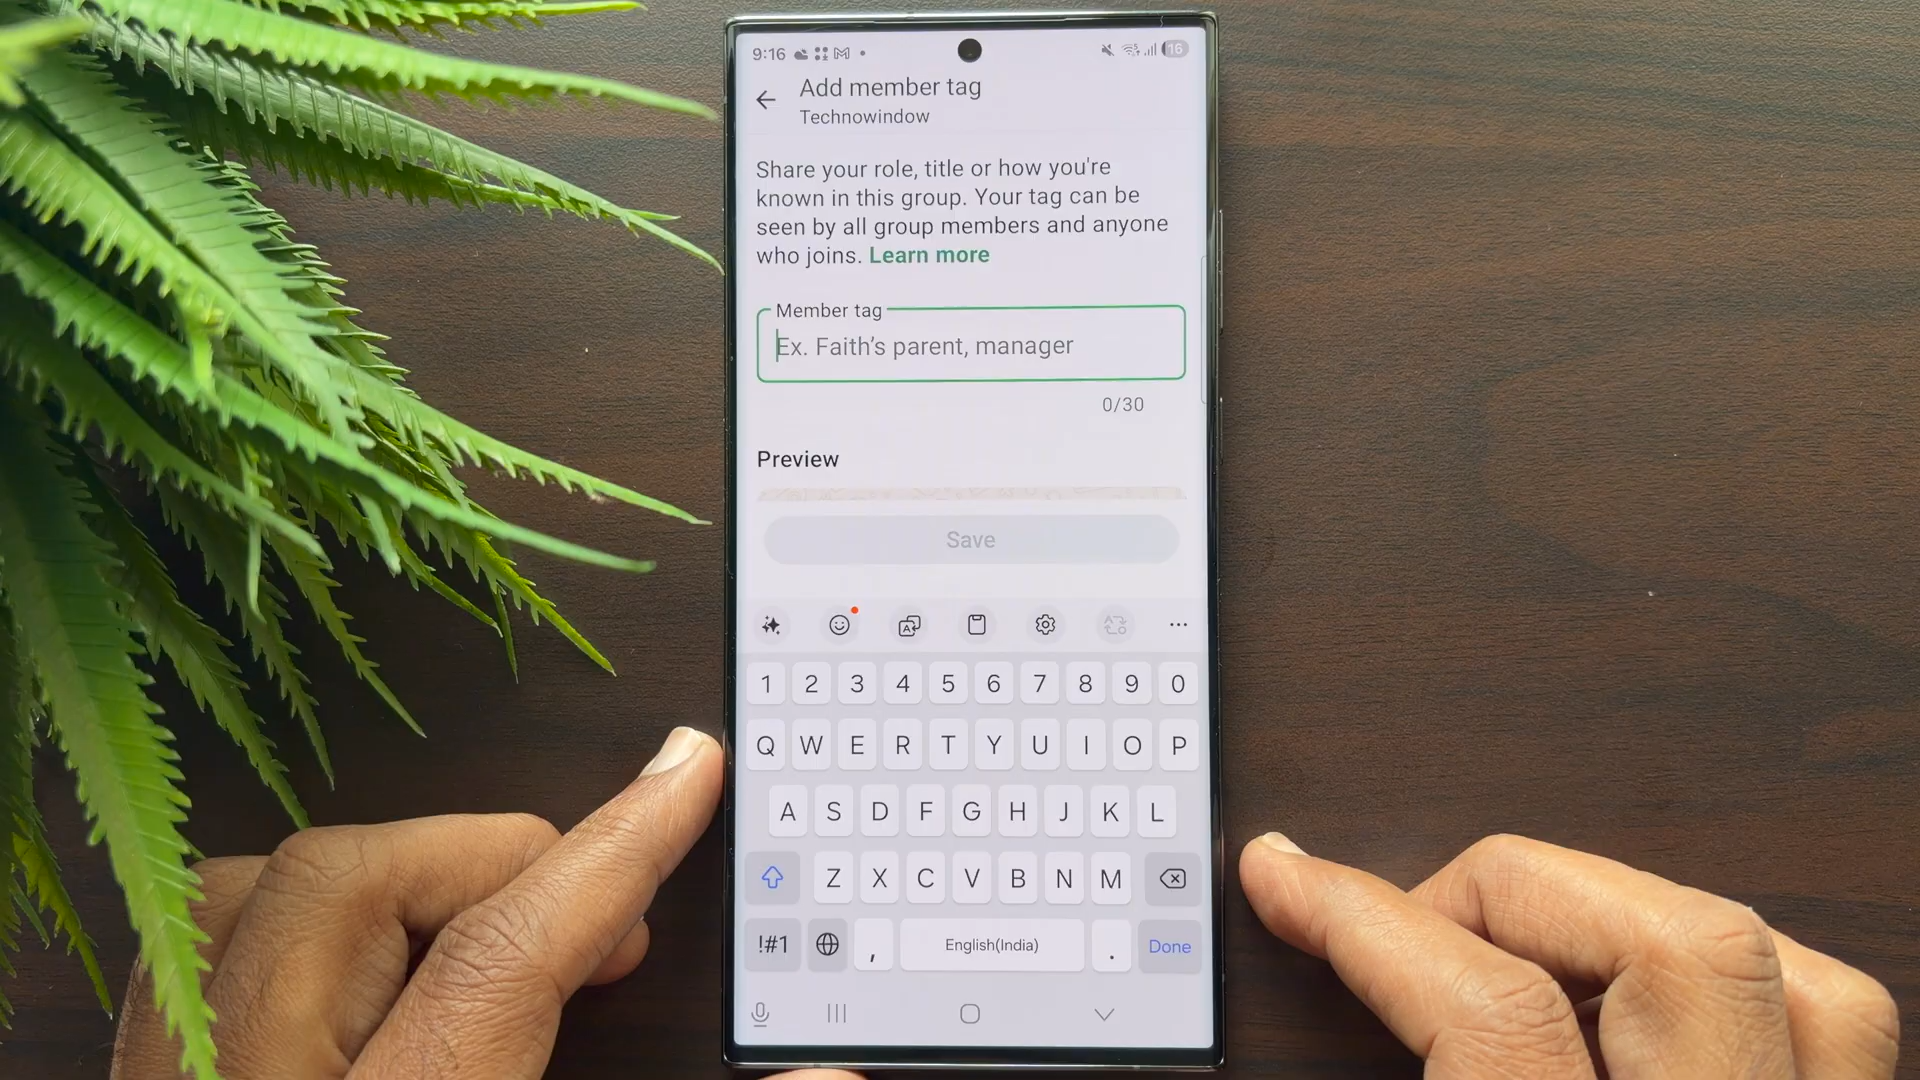 9:16
16
Add member tag
Technowindow
Share your role, title or how you're
known in this group. Your tag can be
seen by all group members and anyone
who joins. Learn more
Member tag
Ex. Faith's parent, manager
0/30
Preview
Save
1 2 3 4 5 6 7 8 9 0
Q W E R T Y U I O P
A S D F G H J K L
Z X C V B N M
!#1 , English(India) . Done